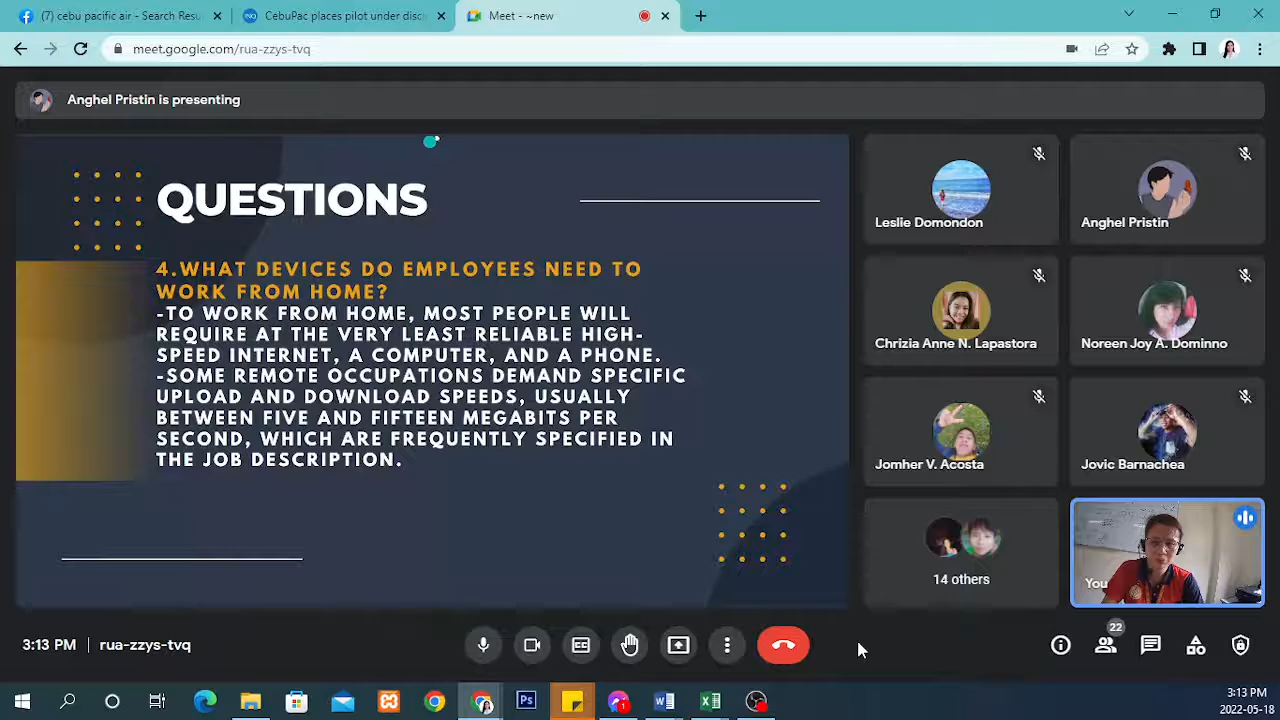 (7) cebu pacific air - Search Resu
CebuPac places pilot under disci
Meet - ~new
meet.google.com/rua-zzys-tvq
Anghel Pristin is presenting
QUESTIONS
4.WHAT DEVICES DO EMPLOYEES NEED TO
WORK FROM HOME?
-TO WORK FROM HOME, MOST PEOPLE WILL
REQUIRE AT THE VERY LEAST RELIABLE HIGH-
SPEED INTERNET, A COMPUTER, AND A PHONE.
-SOME REMOTE OCCUPATIONS DEMAND SPECIFIC
UPLOAD AND DOWNLOAD SPEEDS, USUALLY
BETWEEN FIVE AND FIFTEEN MEGABITS PER
SECOND, WHICH ARE FREQUENTLY SPECIFIED IN
THE JOB DESCRIPTION.
Leslie Domondon
Anghel Pristin
Chrizia Anne N. Lapastora
Noreen Joy A. Dominno
Jomher V. Acosta
Jovic Barnachea
14 others
You
3:13 PM
rua-zzys-tvq
22
Ps
1
3:13 PM
2022-05-18